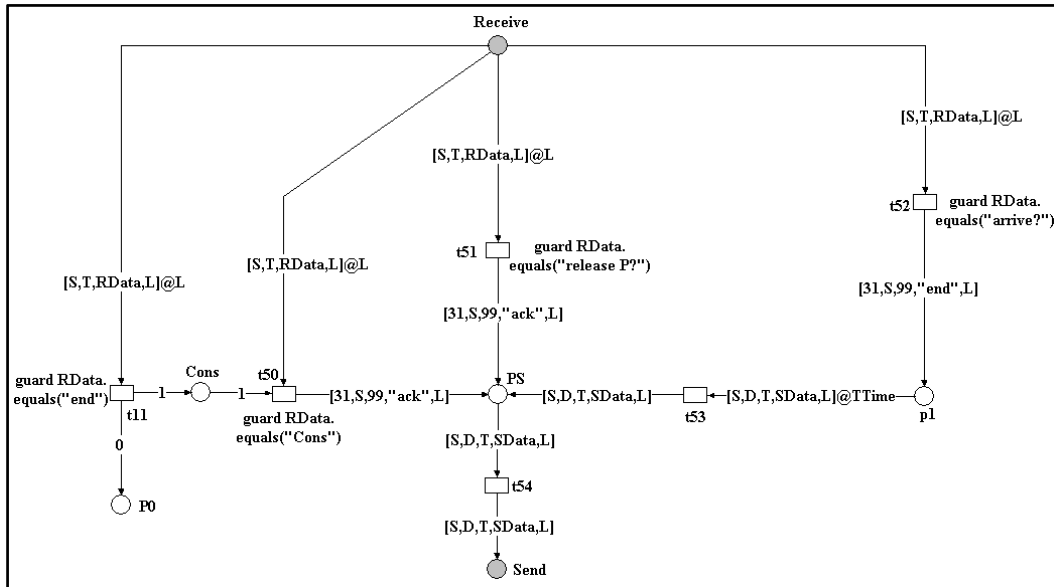 Receive
[S,T,RData,L]@L
[S,T,RData,L]@L
t52
guard RData.
equals("arrive?")
t51
guard RData.
equals("release P?")
[S,T,RData,L]@L
[S,T,RData,L]@L
[31,S,99,"end",L]
[31,S,99,"ack",L]
guard RData.
equals("end")
t11
1
Cons
1
t50
guard RData.
equals("Cons")
[31,S,99,"ack",L]
PS
[S,D,T,SData,L]
t53
[S,D,T,SData,L]@TTime
p1
0
[S,D,T,SData,L]
P0
t54
[S,D,T,SData,L]
Send